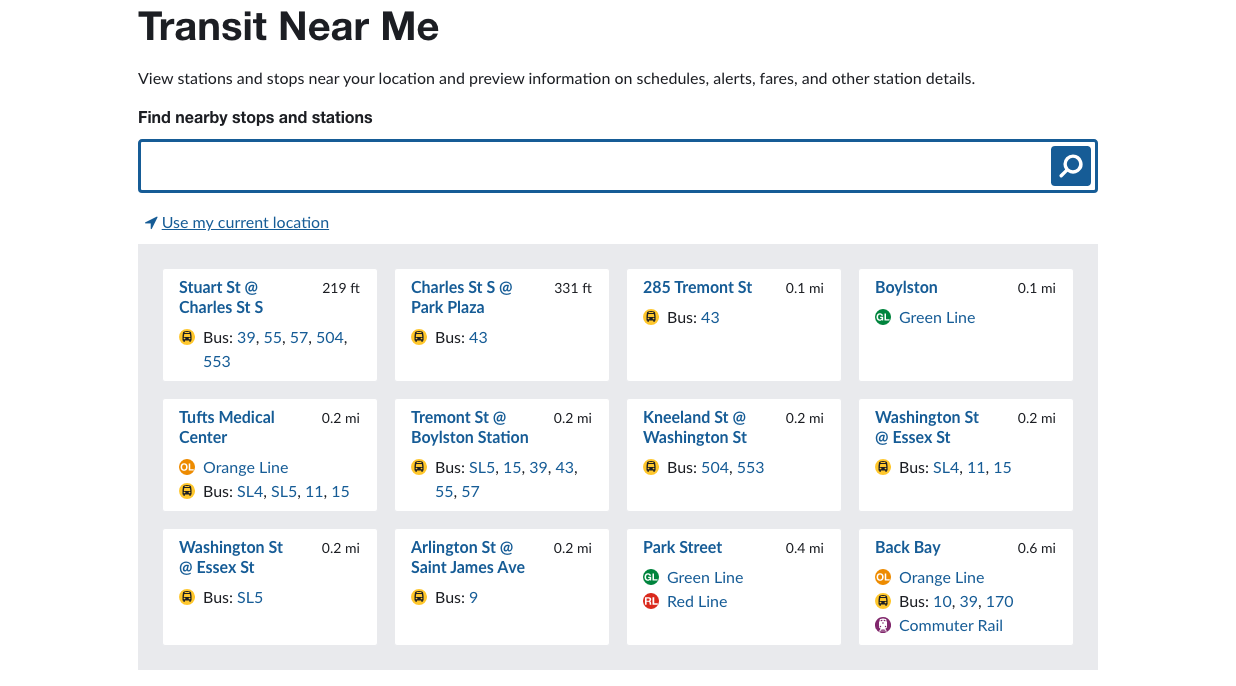 Transit Near Me
View stations and stops near your location and preview information on schedules, alerts, fares, and other station details.
Find nearby stops and stations
Use my current location
Stuart St @
Charles St S
219 ft
Bus: 39, 55, 57, 504,
553
Charles St S @
Park Plaza
331 ft
Bus: 43
285 Tremont St
0.1 mi
Bus: 43
Boylston
0.1 mi
GL Green Line
Tufts Medical
Center
0.2 mi
OL Orange Line
Bus: SL4, SL5, 11, 15
Tremont St @
Boylston Station
0.2 mi
Bus: SL5, 15, 39, 43,
55, 57
Kneeland St @
Washington St
0.2 mi
Bus: 504, 553
Washington St
@ Essex St
0.2 mi
Bus: SL4, 11, 15
Washington St
@ Essex St
0.2 mi
Bus: SL5
Arlington St @
Saint James Ave
0.2 mi
Bus: 9
Park Street
0.4 mi
GL Green Line
RL Red Line
Back Bay
0.6 mi
OL Orange Line
Bus: 10, 39, 170
Commuter Rail